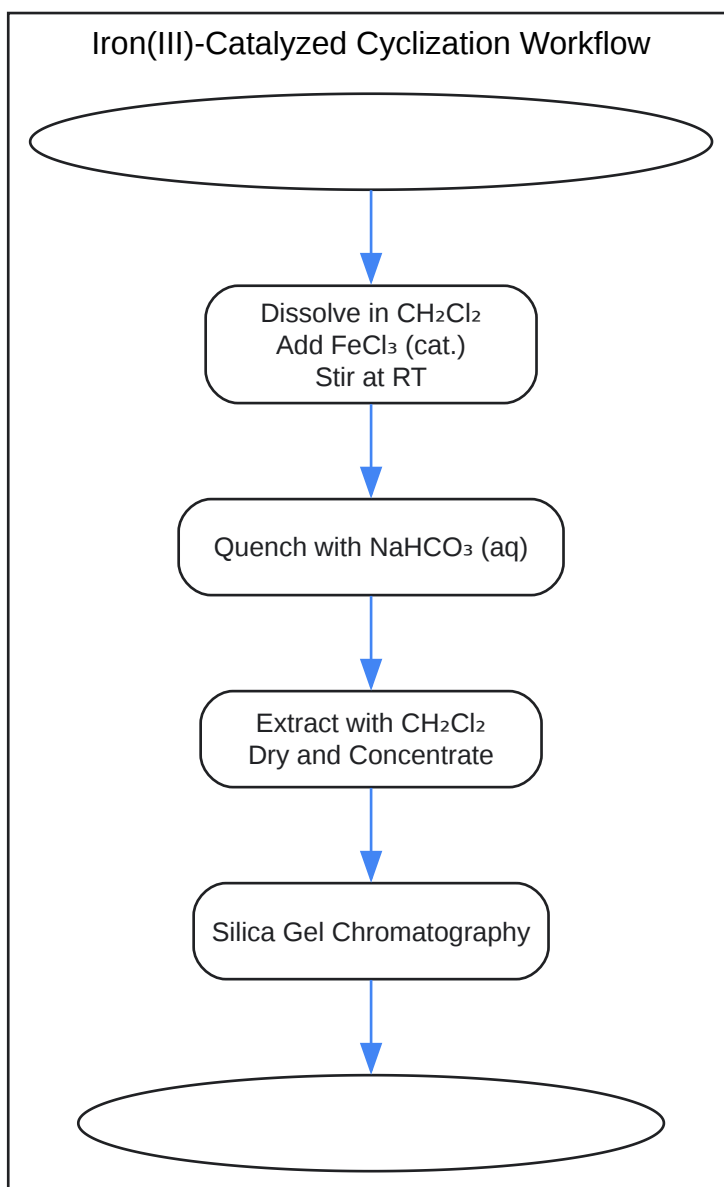 Iron(III)-Catalyzed Cyclization Workflow
Dissolve in CH₂Cl₂
Add FeCl₃ (cat.)
Stir at RT
Quench with NaHCO₃ (aq)
Extract with CH₂Cl₂
Dry and Concentrate
Silica Gel Chromatography